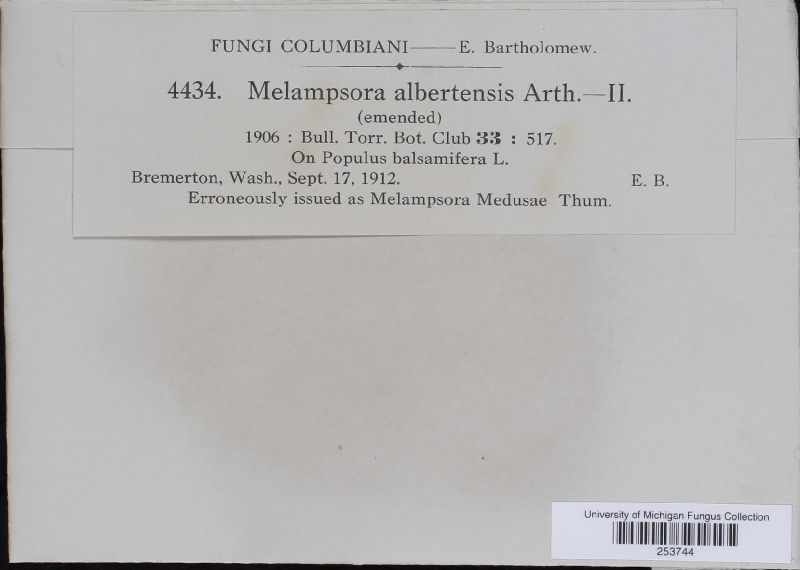 FUNGI COLUMBIANI——E. Bartholomew.
4434. Melampsora albertensis Arth.—II.
(emended)
1906 : Bull. Torr. Bot. Club 33 : 517.
On Populus balsamifera L.
Bremerton, Wash., Sept. 17, 1912. E. B.
Erroneously issued as Melampsora Medusae Thum.
University of Michigan Fungus Collection
253744